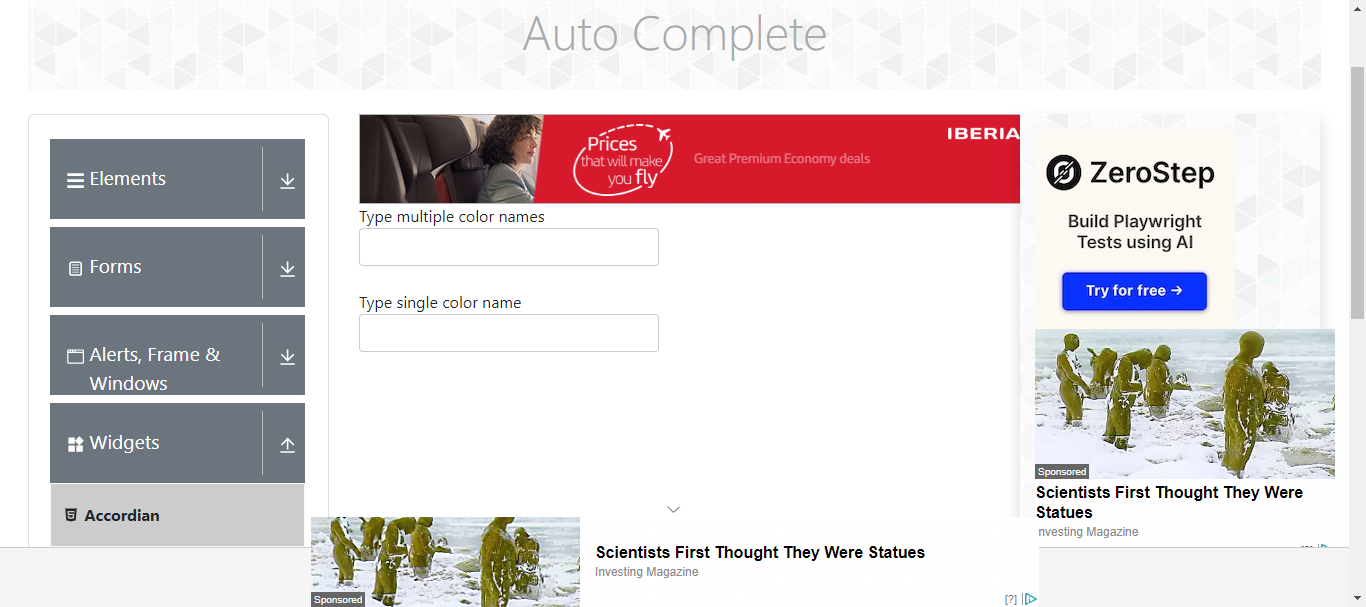 Auto Complete
Elements
Forms
Alerts, Frame &
Windows
Widgets
Accordian
Prices
that will make
you fly
Great Premium Economy deals
IBERIA
Type multiple color names
Type single color name
ZeroStep
Build Playwright
Tests using AI
Try for free →
Sponsored
Scientists First Thought They Were
Statues
Investing Magazine
Sponsored
Scientists First Thought They Were Statues
Investing Magazine
[?]